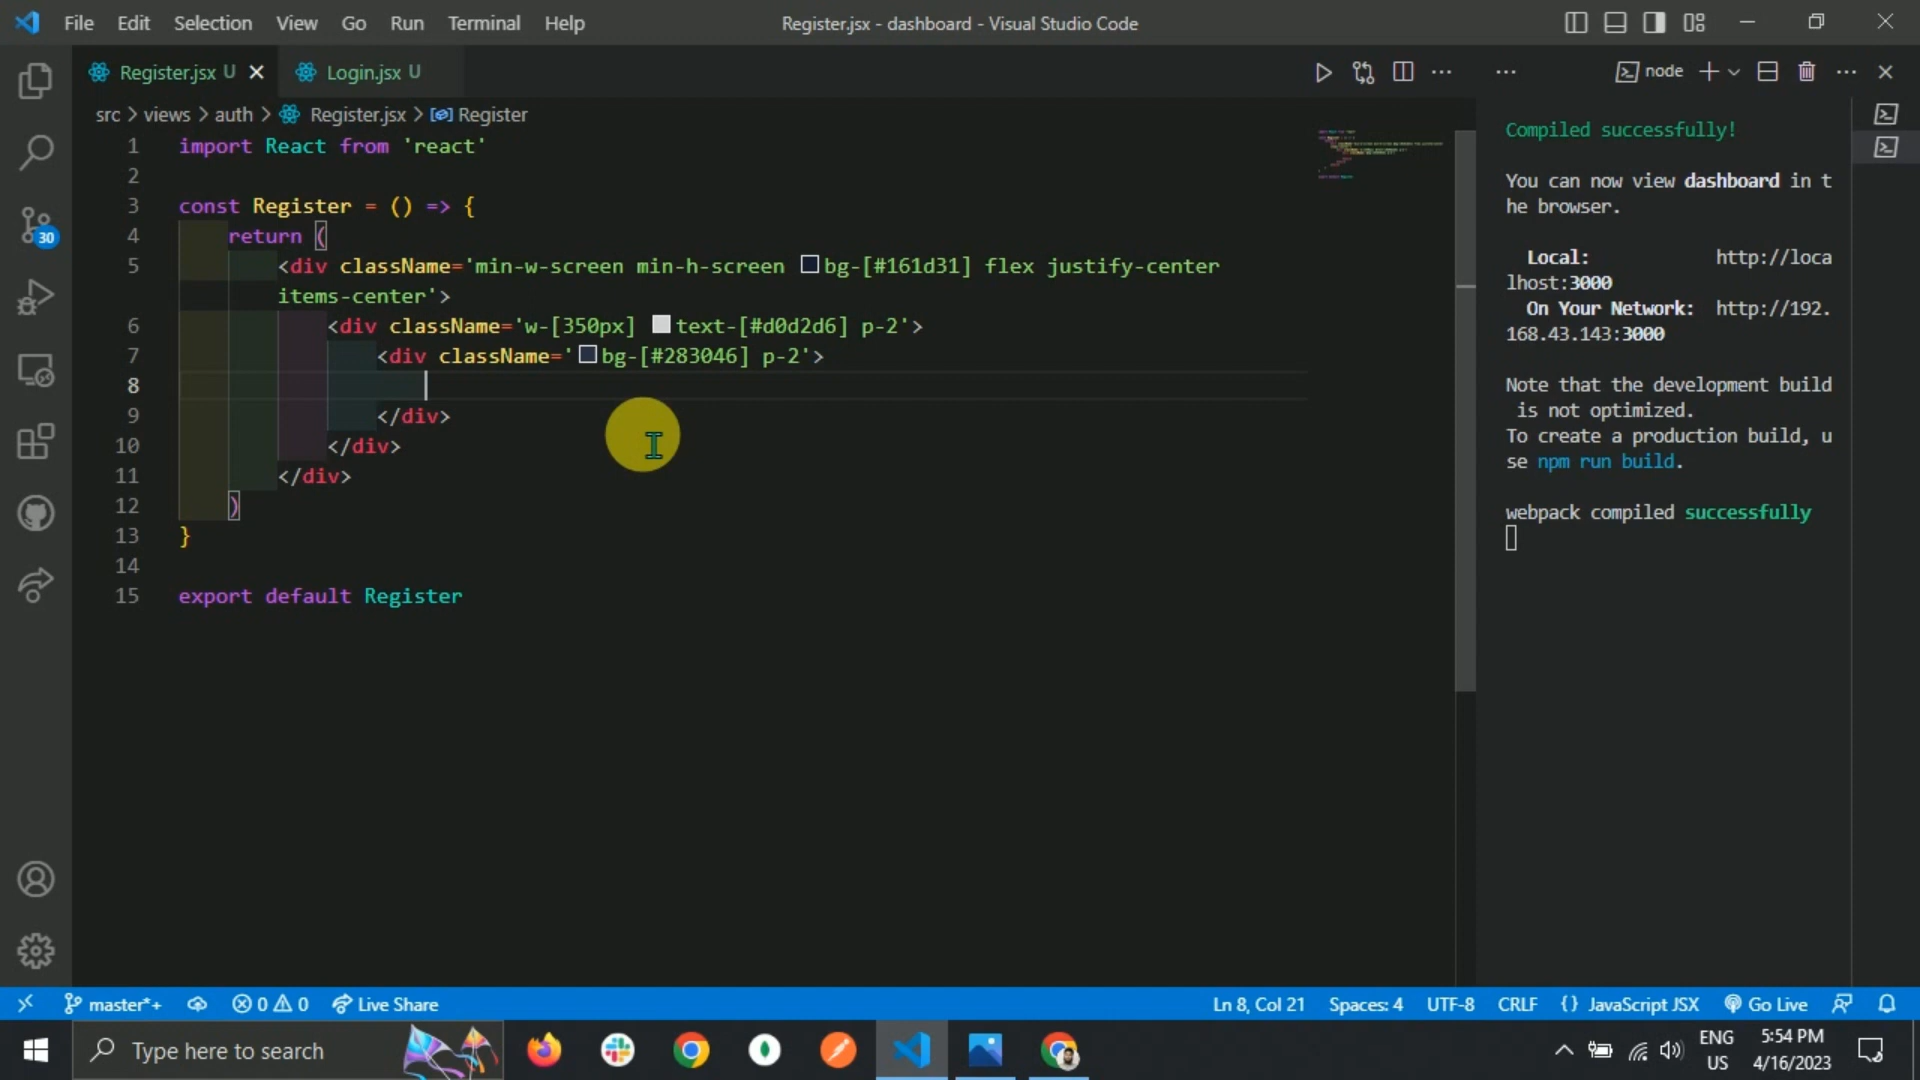 File Edit Selection View Go Run Terminal Help
Register.jsx - dashboard - Visual Studio Code
Register.jsx U
Login.jsx U
node
src > views > auth > Register.jsx > Register
1 import React from 'react'
2
3 const Register = () => {
4 return (
5 <div className='min-w-screen min-h-screen bg-[#161d31] flex justify-center
items-center'>
6 <div className='w-[350px] text-[#d0d2d6] p-2'>
7 <div className='bg-[#283046] p-2'>
8
9 </div>
10 </div>
11 </div>
12 )
13 }
14
15 export default Register
Compiled successfully!
You can now view dashboard in t
he browser.
Local: http://loca
lhost:3000
On Your Network: http://192.
168.43.143:3000
Note that the development build
is not optimized.
To create a production build, u
se npm run build.
webpack compiled successfully
30
master*+
0 0
Live Share
Ln 8, Col 21
Spaces: 4
UTF-8
CRLF
{} JavaScript JSX
Go Live
Type here to search
ENG
US
5:54 PM
4/16/2023